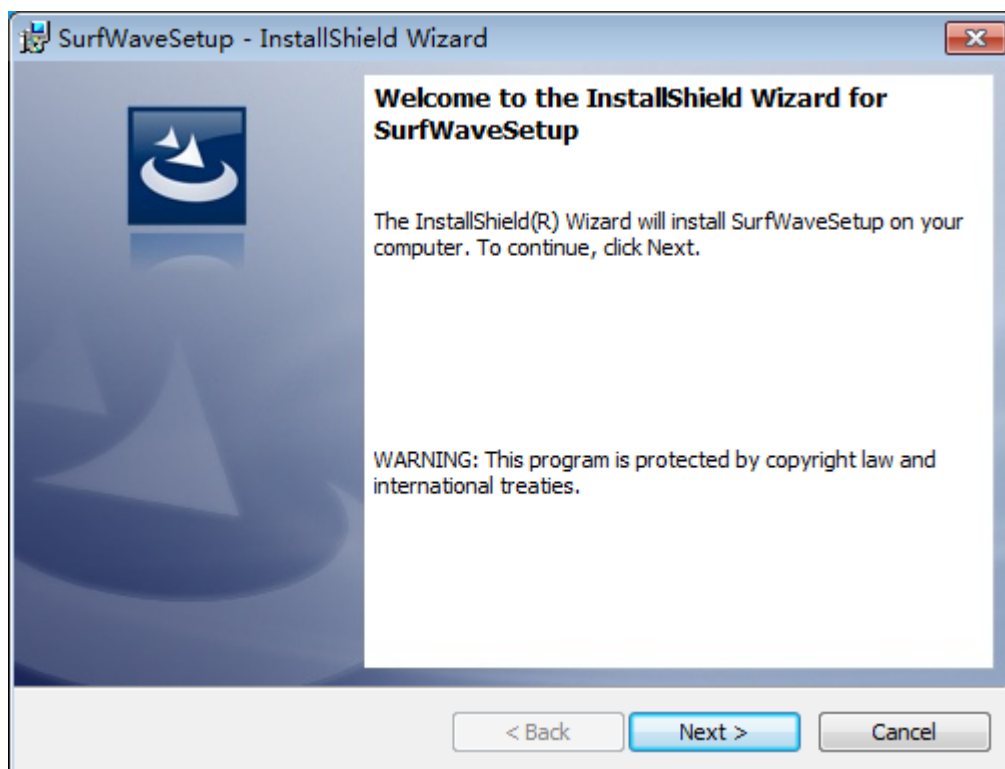 SurfWaveSetup - InstallShield Wizard
Welcome to the InstallShield Wizard for
SurfWaveSetup
The InstallShield(R) Wizard will install SurfWaveSetup on your
computer. To continue, click Next.
WARNING: This program is protected by copyright law and
international treaties.
< Back
Next >
Cancel